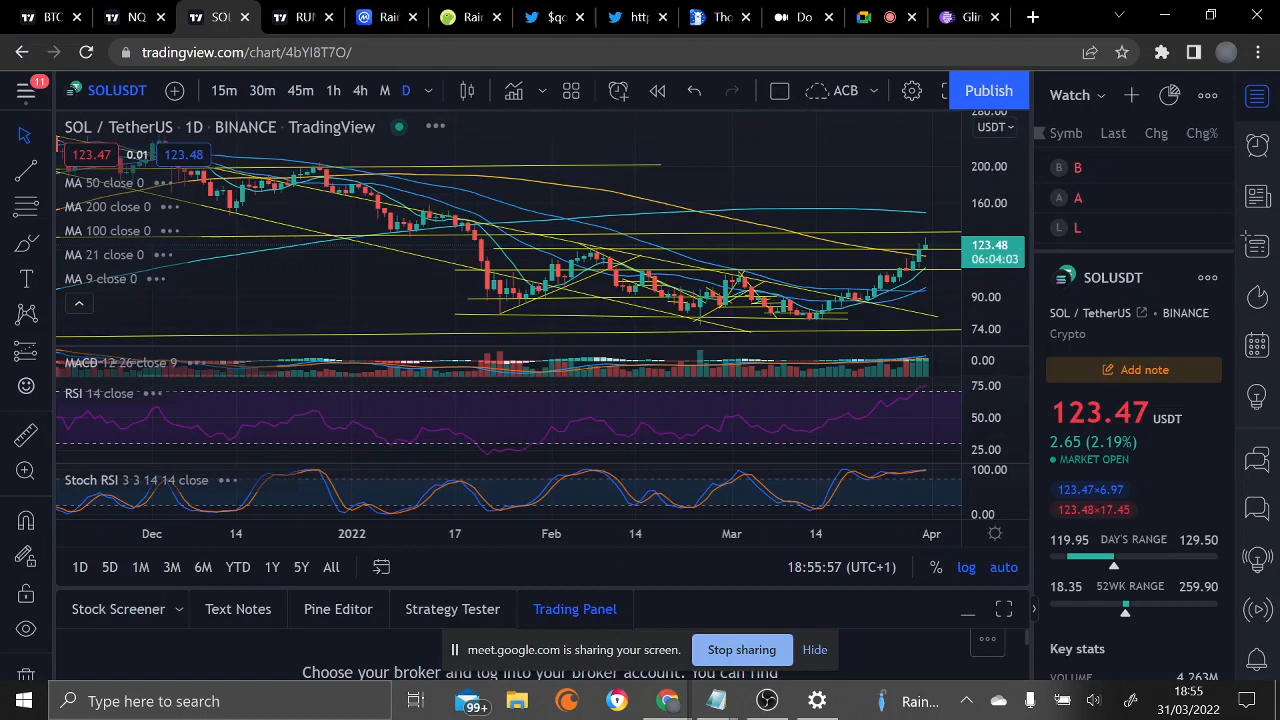 BTC
NQ
SOL
RUN
Rain
Rain
$qc
http
Tho
Do
Glin
tradingview.com/chart/4bYI8T7O/
11
SOLUSDT
15m 30m 45m 1h 4h M D
ACB
Publish
SOL / TetherUS · 1D · BINANCE · TradingView
123.47 0.01 123.48
MA 50 close 0
MA 200 close 0
MA 100 close 0
MA 21 close 0
MA 9 close 0
MACD 12 26 close 9
RSI 14 close
Stoch RSI 3 3 14 14 close
280.00
USDT
200.00
160.00
123.48
06:04:03
90.00
74.00
0.00
75.00
50.00
25.00
100.00
0.00
Dec 14 2022 17 Feb 14 Mar 14 Apr
1D 5D 1M 3M 6M YTD 1Y 5Y All
18:55:57 (UTC+1) % log auto
Stock Screener Text Notes Pine Editor Strategy Tester Trading Panel
meet.google.com is sharing your screen. Stop sharing Hide
Choose your broker and log into your broker account. You can find
Watch
Symb Last Chg Chg%
B B
A A
L L
SOLUSDT
SOL / TetherUS BINANCE
Crypto
Add note
123.47 USDT
2.65 (2.19%)
MARKET OPEN
123.47×6.97
123.48×17.45
119.95 DAY'S RANGE 129.50
18.35 52WK RANGE 259.90
Key stats
VOLUME 4.263M
Type here to search
99+
Rain...
18:55
31/03/2022